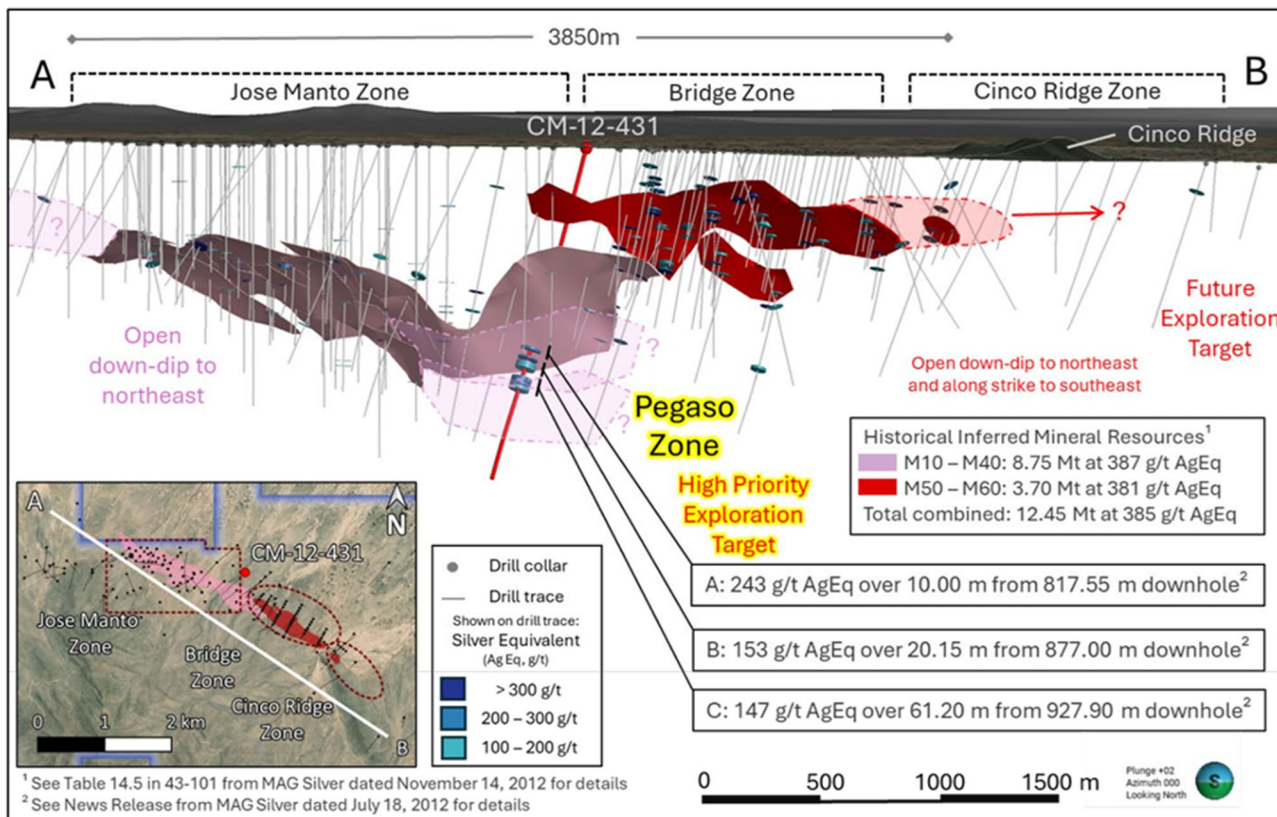 3850m
A
B
Jose Manto Zone
Bridge Zone
Cinco Ridge Zone
CM-12-431
Cinco Ridge
?
?
Open
down-dip to
northeast
?
?
Pegaso
Zone
High Priority
Exploration
Target
Future
Exploration
Target
Open down-dip to northeast
and along strike to southeast
Historical Inferred Mineral Resources¹
M10 – M40: 8.75 Mt at 387 g/t AgEq
M50 – M60: 3.70 Mt at 381 g/t AgEq
Total combined: 12.45 Mt at 385 g/t AgEq
A: 243 g/t AgEq over 10.00 m from 817.55 m downhole²
B: 153 g/t AgEq over 20.15 m from 877.00 m downhole²
C: 147 g/t AgEq over 61.20 m from 927.90 m downhole²
A
N
CM-12-431
Jose Manto
Zone
Bridge
Zone
Cinco Ridge
Zone
B
0 1 2 km
Drill collar
Drill trace
Shown on drill trace:
Silver Equivalent
(Ag Eq, g/t)
> 300 g/t
200 – 300 g/t
100 – 200 g/t
¹ See Table 14.5 in 43-101 from MAG Silver dated November 14, 2012 for details
² See News Release from MAG Silver dated July 18, 2012 for details
0 500 1000 1500 m
Plunge +02
Azimuth 000
Looking North
S